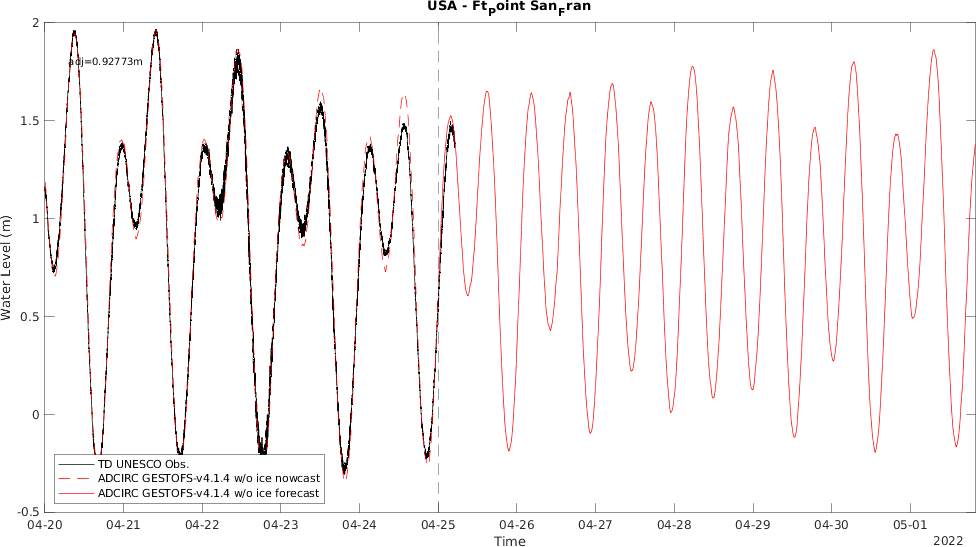 USA - FtPoint SanFran
adj=0.92773m
2
1.5
1
0.5
0
-0.5
Water Level (m)
TD UNESCO Obs.
ADCIRC GESTOFS-v4.1.4 w/o ice nowcast
ADCIRC GESTOFS-v4.1.4 w/o ice forecast
04-20 04-21 04-22 04-23 04-24 04-25 04-26 04-27 04-28 04-29 04-30 05-01
Time
2022